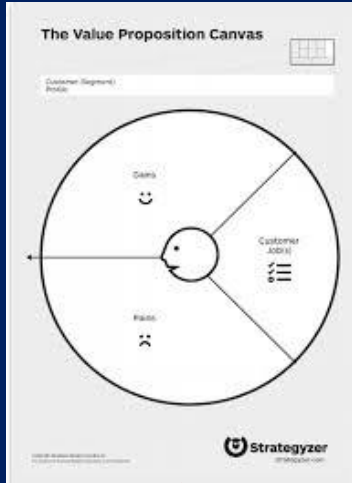 The Value Proposition Canvas
Customer (Segment)
Profile
Gains
Customer
Job(s)
Pains
Strategyzer
strategyzer.com